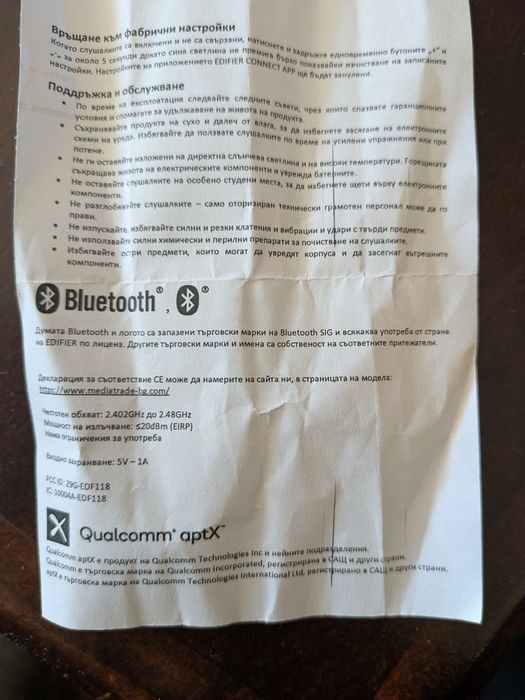 Връщане към фабрични настройки
Когато слушалките са включени и не са свързани, натиснете и задръжте едновременно бутоните „+" и
„-" за около 5 секунди докато синя светлина не премига бързо показвайки изчистване на записаните
настройки. Настройките на приложението EDIFIER CONNECT APP ще бъдат занулени.
Поддръжка и обслужване
• По време на експлоатация следвайте следните съвети, чрез които спазвате гаранционните
условия и спомагате за удължаване на живота на продукта.
• Съхранявайте продукта на сухо и далеч от влага, за да избегнете засягане на електронните
схеми на уреда. Избягвайте да ползвате слушалките по време на усилени упражнения или при
потене.
• Не ги оставяйте изложени на директна слънчева светлина и на високи температури. Горещината
съкращава живота на електрическите компоненти и уврежда батериите.
• Не оставяйте слушалките на особено студени места, за да избегнете щети върху електронните
компоненти.
• Не разглобявайте слушалките – само оторизиран технически грамотен персонал може да го
прави.
• Не изпускайте, избягвайте силни и резки клатения и вибрации и удари с твърди предмети.
• Не използвайте силни химически и перилни препарати за почистване на слушалките.
• Избягвайте остри предмети, които могат да увредят корпуса и да засегнат вътрешните
компоненти.
Bluetooth®, ®
Думата Bluetooth и логото са запазени търговски марки на Bluetooth SIG и всякаква употреба от страна
на EDIFIER по лиценз. Другите търговски марки и имена са собственост на съответните притежатели.
Декларация за съответствие CE може да намерите на сайта ни, в страницата на модела:
https://www.mediatrade-bg.com/
Честотен обхват: 2.402GHz до 2.48GHz
Мощност на излъчване: ≤20dBm (EIRP)
Няма ограничения за употреба
Входно захранване: 5V – 1A
FCC ID: Z9G-EDF118
IC: 10004A-EDF118
Qualcomm® aptX™
Qualcomm aptX е продукт на Qualcomm Technologies Inc и нейните подразделения.
Qualcomm е търговска марка на Qualcomm Incorporated, регистрирана в САЩ и други страни.
aptX е търговска марка на Qualcomm Technologies International Ltd, регистрирано в САЩ и други страни.